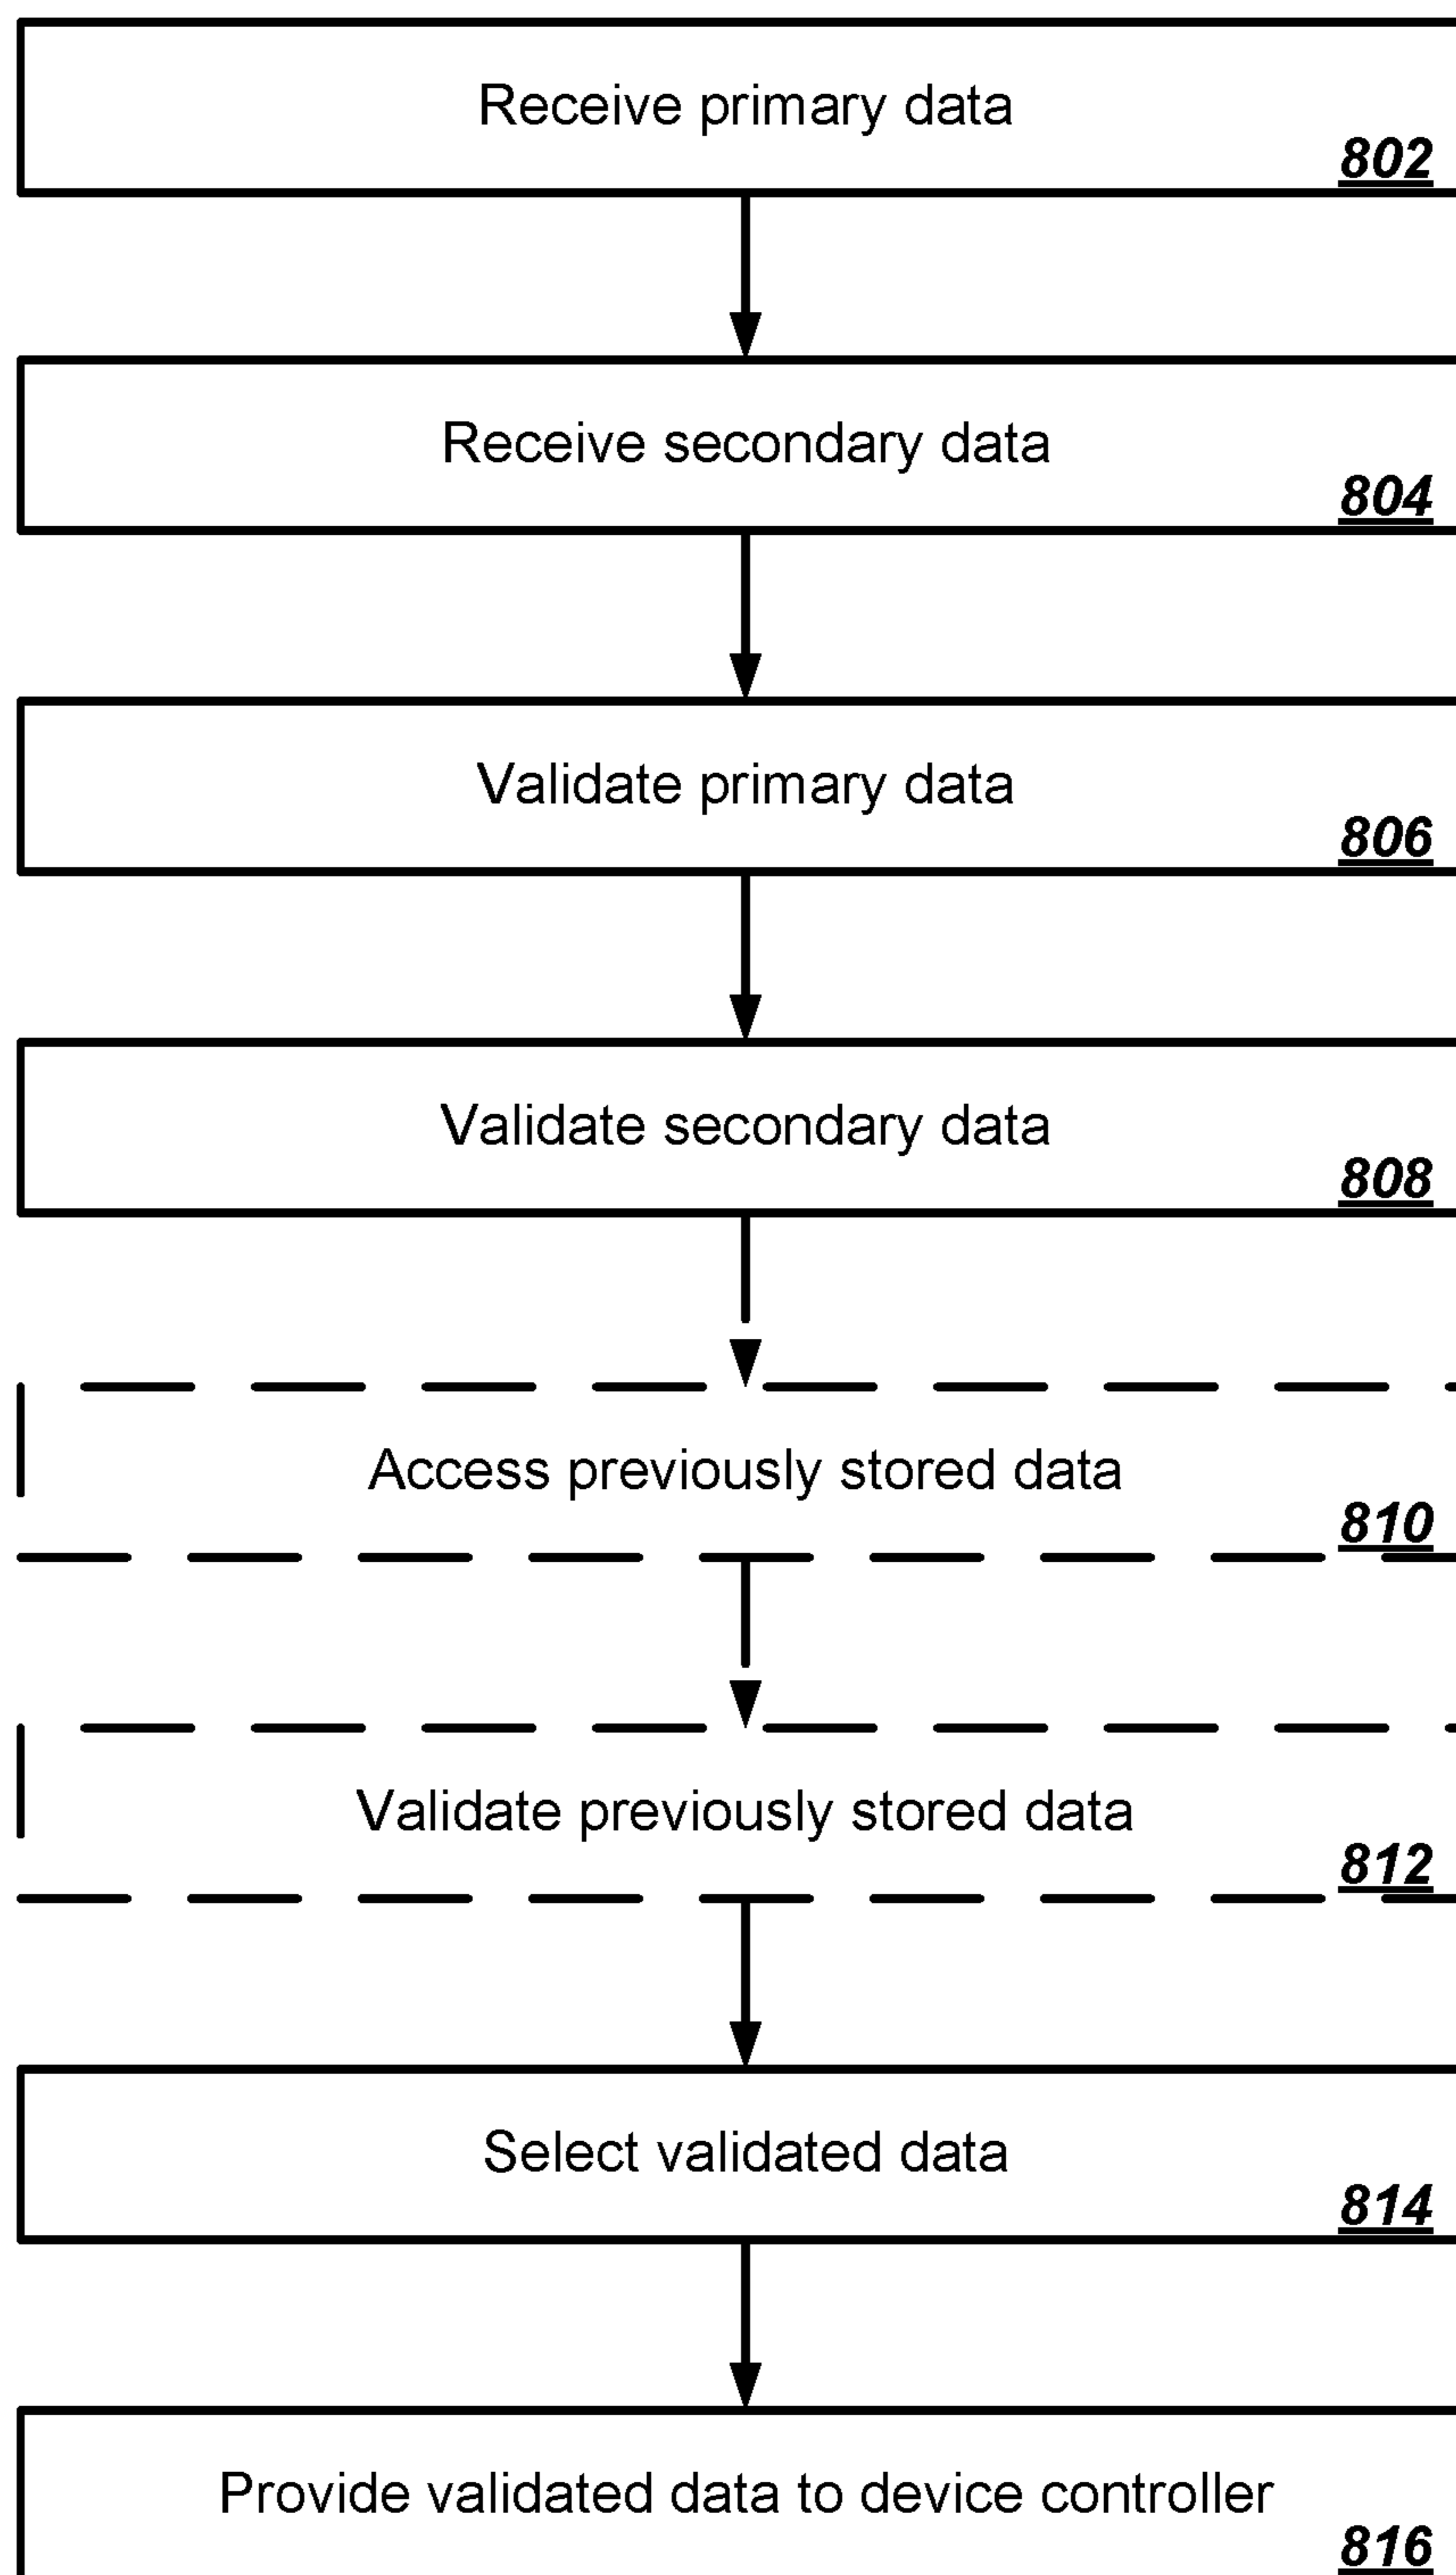 Receive primary data
802
Receive secondary data
804
Validate primary data
806
Validate secondary data
808
Access previously stored data
810
Validate previously stored data
812
Select validated data
814
Provide validated data to device controller
816